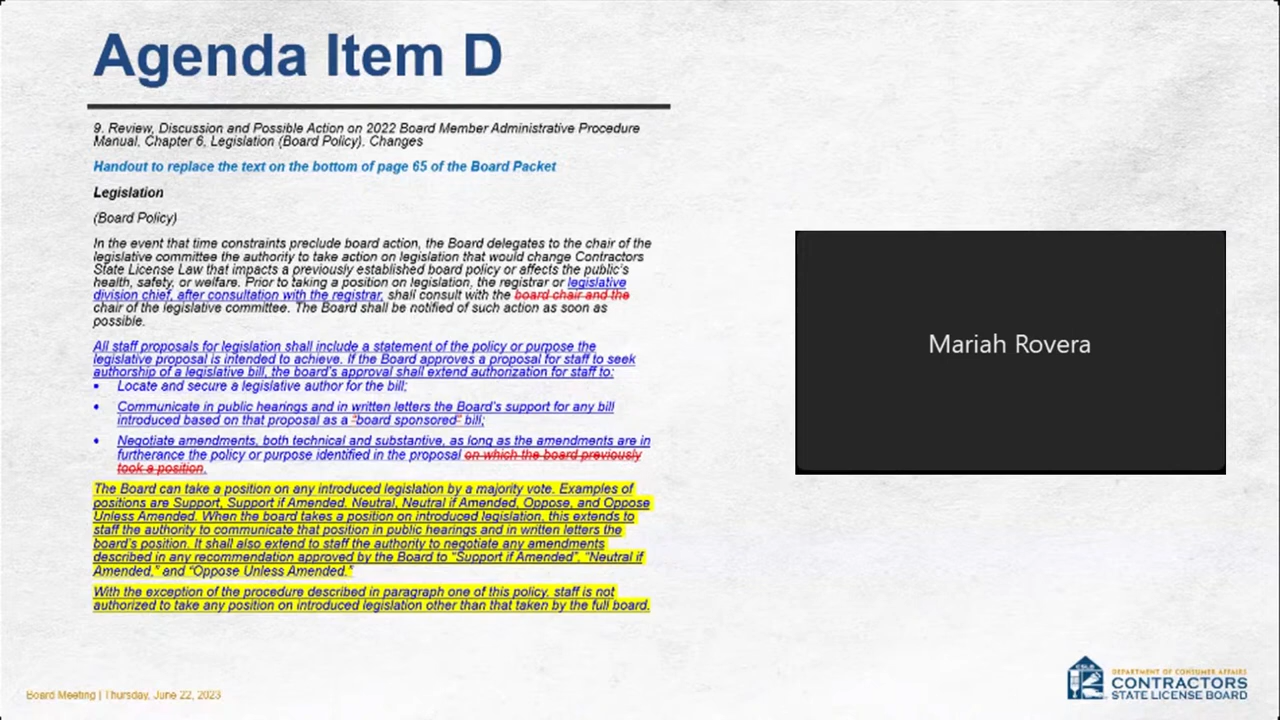 Agenda Item D
9. Review, Discussion and Possible Action on 2022 Board Member Administrative Procedure
Manual, Chapter 6, Legislation (Board Policy), Changes
Handout to replace the text on the bottom of page 65 of the Board Packet
Legislation
(Board Policy)
In the event that time constraints preclude board action, the Board delegates to the chair of the
legislative committee the authority to take action on legislation that would change Contractors
State License Law that impacts a previously established board policy or affects the public's
health, safety, or welfare. Prior to taking a position on legislation, the registrar or legislative
division chief, after consultation with the registrar, shall consult with the board chair and the
chair of the legislative committee. The Board shall be notified of such action as soon as
possible.
All staff proposals for legislation shall include a statement of the policy or purpose the
legislative proposal is intended to achieve. If the Board approves a proposal for staff to seek
authorship of a legislative bill, the board's approval shall extend authorization for staff to:
• Locate and secure a legislative author for the bill;
• Communicate in public hearings and in written letters the Board's support for any bill
introduced based on that proposal as a "board sponsored" bill;
• Negotiate amendments, both technical and substantive, as long as the amendments are in
furtherance the policy or purpose identified in the proposal on which the board previously
took a position.
The Board can take a position on any introduced legislation by a majority vote. Examples of
positions are Support, Support if Amended, Neutral, Neutral if Amended, Oppose, and Oppose
Unless Amended. When the board takes a position on introduced legislation, this extends to
staff the authority to communicate that position in public hearings and in written letters the
board's position. It shall also extend to staff the authority to negotiate any amendments
described in any recommendation approved by the Board to "Support if Amended", "Neutral if
Amended," and "Oppose Unless Amended."
With the exception of the procedure described in paragraph one of this policy, staff is not
authorized to take any position on introduced legislation other than that taken by the full board.
Mariah Rovera
Board Meeting | Thursday, June 22, 2023
CSLB
DEPARTMENT OF CONSUMER AFFAIRS
CONTRACTORS
STATE LICENSE BOARD